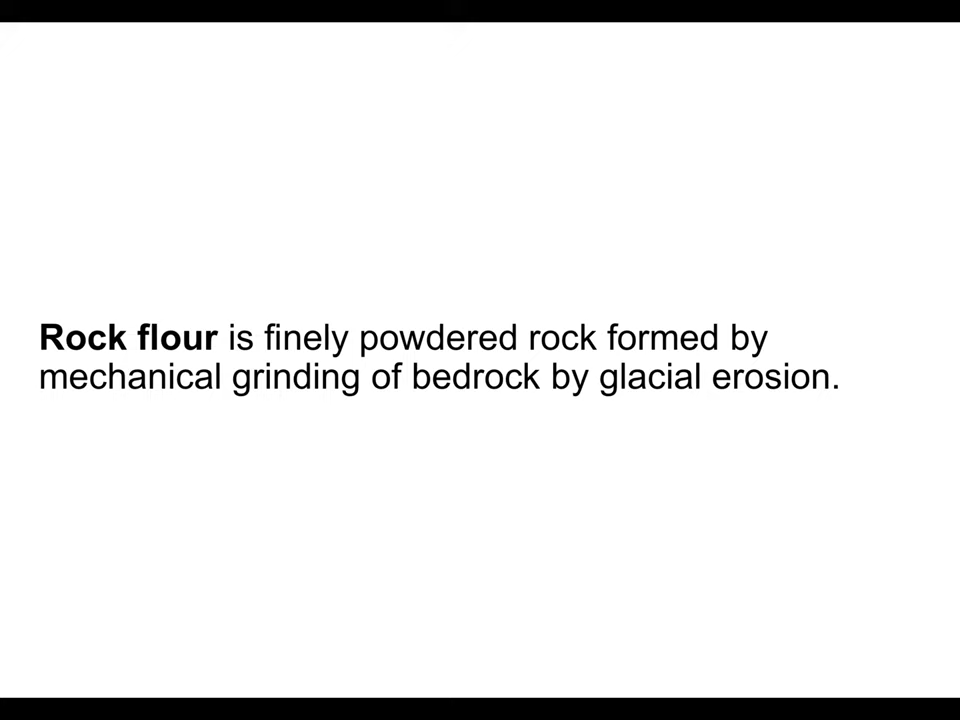 Rock flour is finely powdered rock formed by
mechanical grinding of bedrock by glacial erosion.